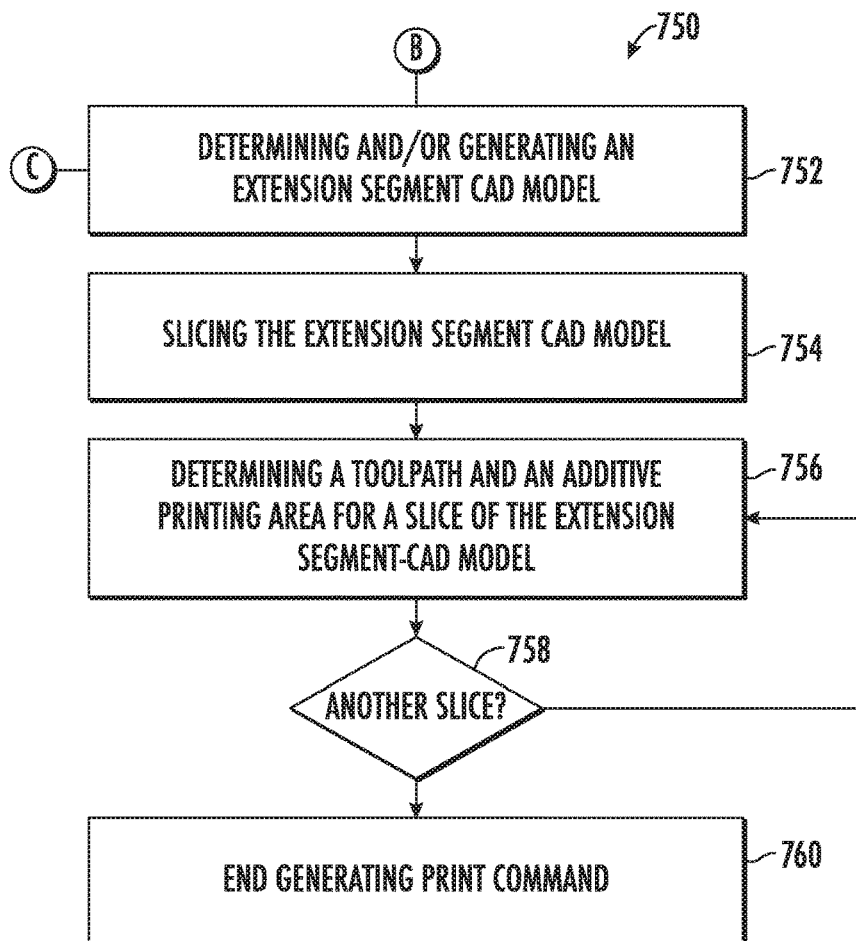 750
B
C
DETERMINING AND/OR GENERATING AN
EXTENSION SEGMENT CAD MODEL
752
SLICING THE EXTENSION SEGMENT CAD MODEL
754
DETERMINING A TOOLPATH AND AN ADDITIVE
PRINTING AREA FOR A SLICE OF THE EXTENSION
SEGMENT-CAD MODEL
756
758
ANOTHER SLICE?
END GENERATING PRINT COMMAND
760